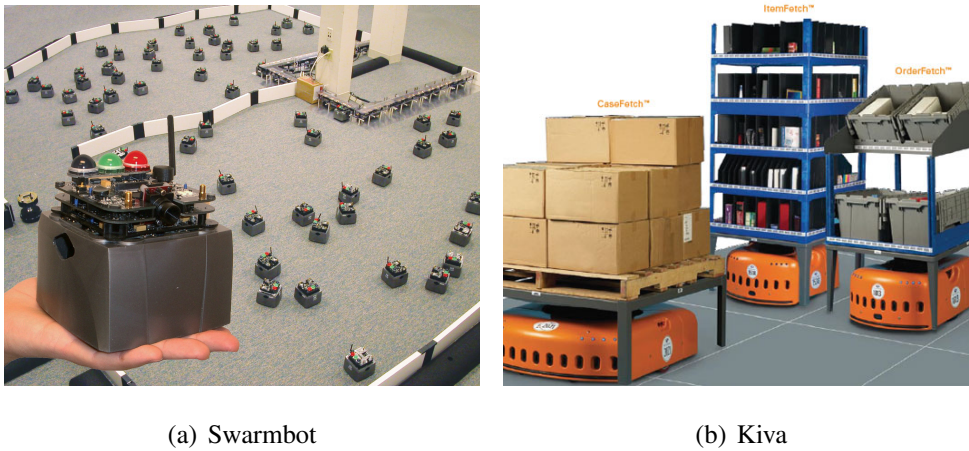 ItemFetch™
OrderFetch™
CaseFetch™
(a) Swarmbot
(b) Kiva